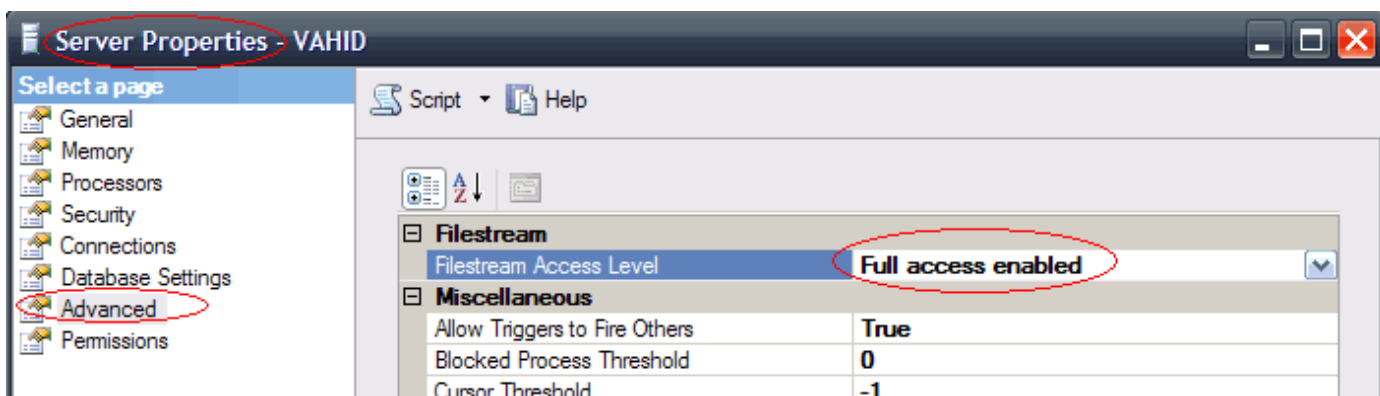 Server Properties - VAHID
Select a page
General
Memory
Processors
Security
Connections
Database Settings
Advanced
Permissions
Script Help
A
Z
Filestream
Filestream Access Level Full access enabled
Miscellaneous
Allow Triggers to Fire Others True
Blocked Process Threshold 0
Cursor Threshold -1